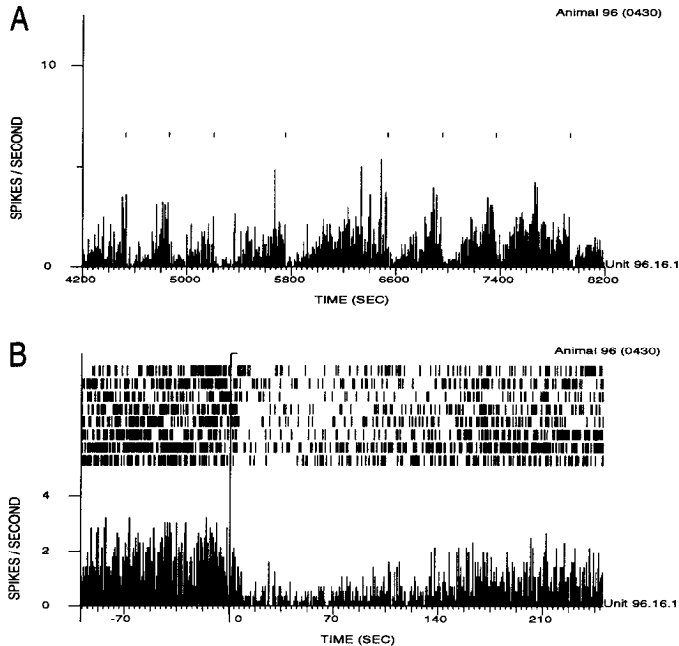 A
Animal 96 (0430)
10
SPIKES / SECOND
0
4200 5000 5800 6600 7400 8200
Unit 96.16.1
TIME (SEC)
B
Animal 96 (0430)
4
SPIKES / SECOND
2
0
-70 0 70 140 210
Unit 96.16.1
TIME (SEC)